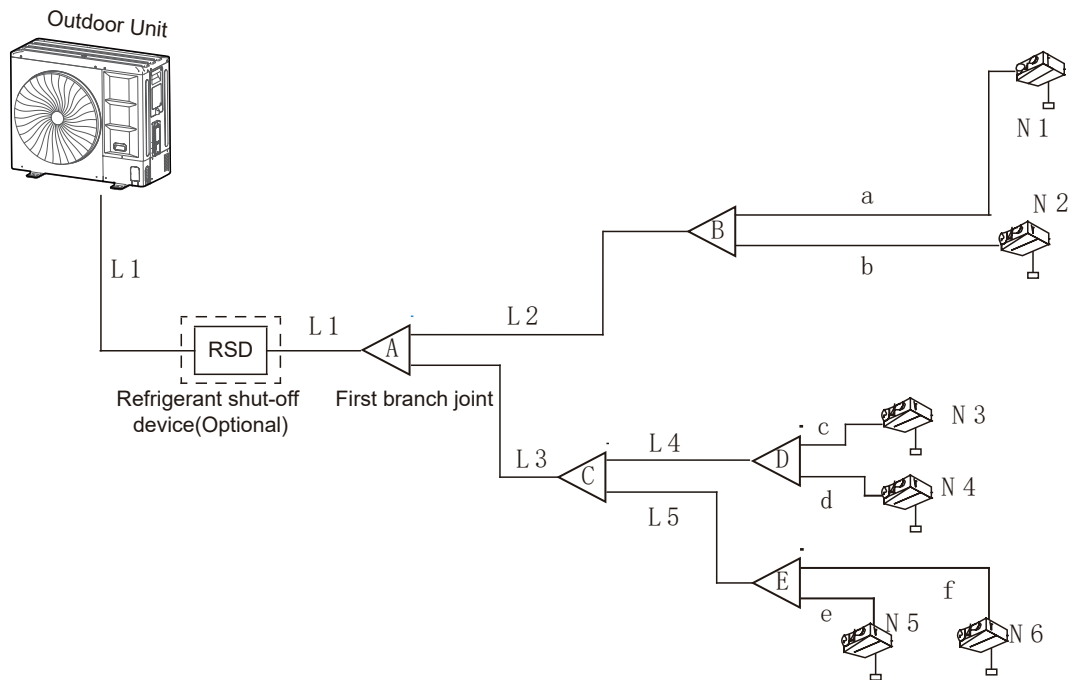 Outdoor Unit
N 1
a
N 2
B
b
L 1
L 2
L 1
A
RSD
Refrigerant shut-off
device(Optional)
First branch joint
c
N 3
L 4
D
L 3
C
d
N 4
L 5
E
f
e
N 5
N 6